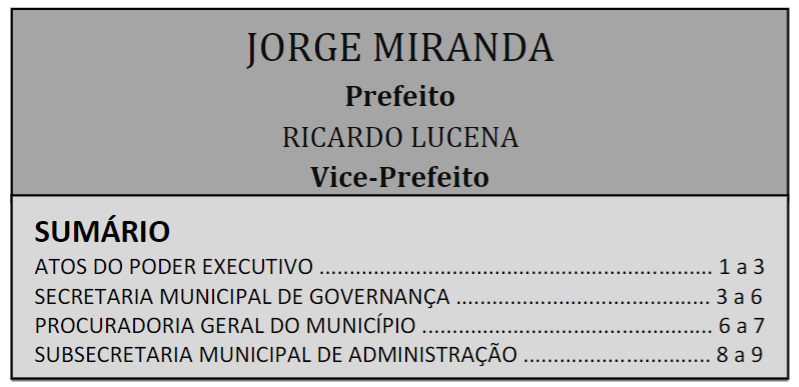 JORGE MIRANDA
Prefeito
RICARDO LUCENA
Vice-Prefeito
SUMÁRIO
ATOS DO PODER EXECUTIVO .................................................................. 1 a 3
SECRETARIA MUNICIPAL DE GOVERNANÇA .......................................... 3 a 6
PROCURADORIA GERAL DO MUNICÍPIO ................................................ 6 a 7
SUBSECRETARIA MUNICIPAL DE ADMINISTRAÇÃO ............................... 8 a 9